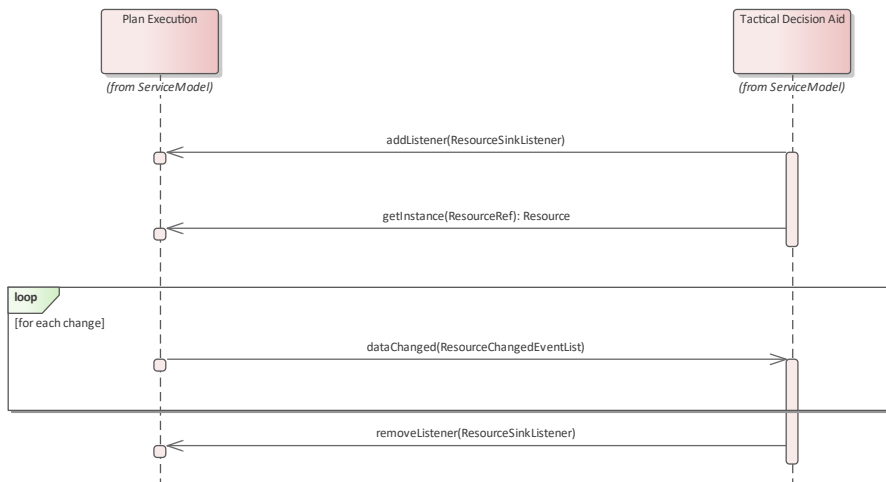 Plan Execution
Tactical Decision Aid
(from ServiceModel)
(from ServiceModel)
addListener(ResourceSinkListener)
getInstance(ResourceRef): Resource
loop
[for each change]
dataChanged(ResourceChangedEventList)
removeListener(ResourceSinkListener)